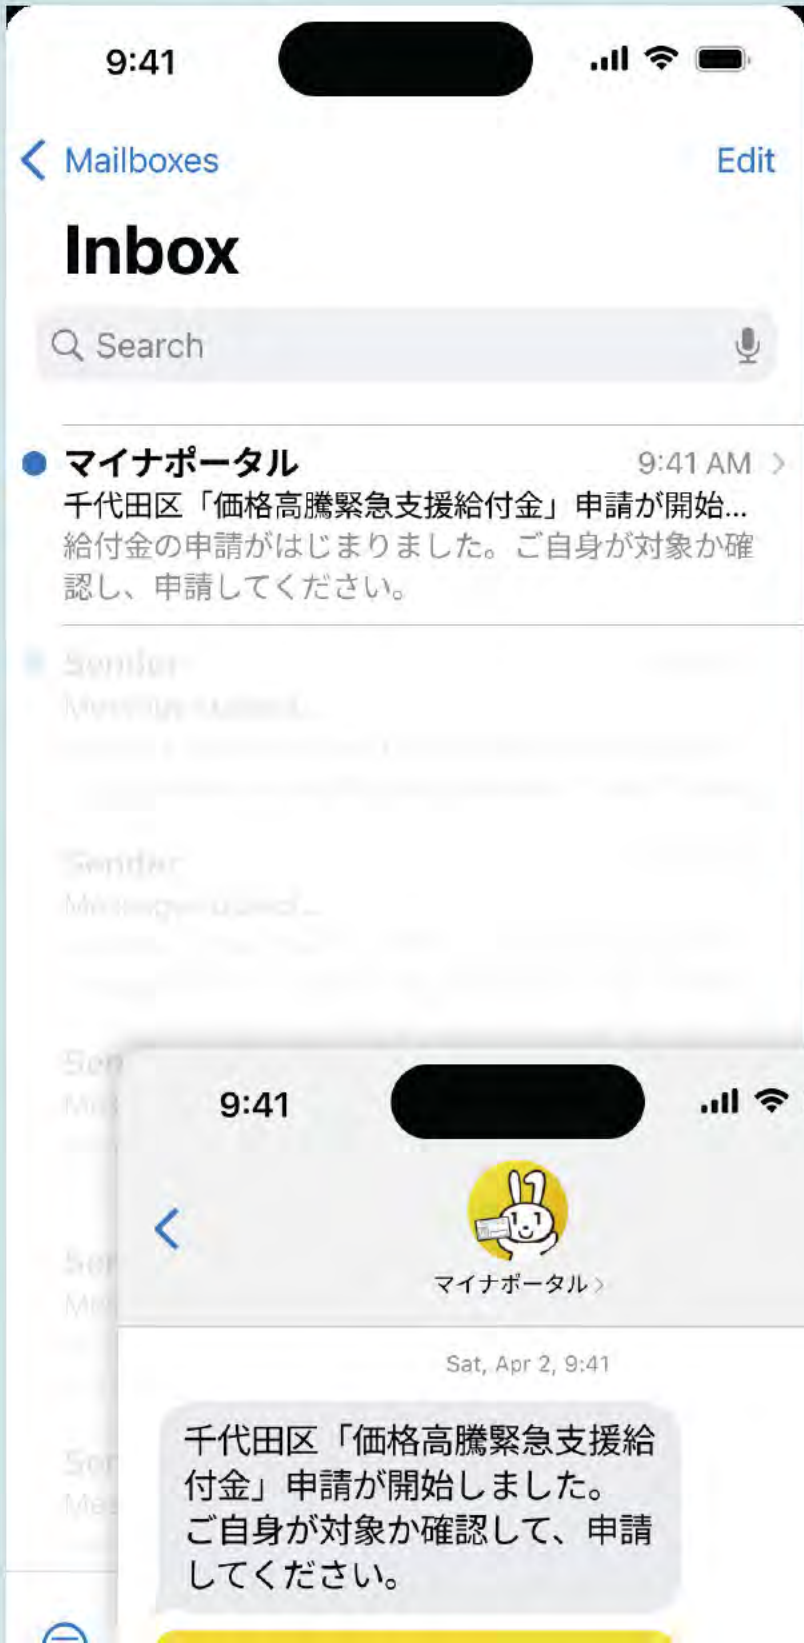 9:41
Mailboxes
Edit
Inbox
Search
マイナポータル
9:41 AM
千代田区「価格高騰緊急支援給付金」申請が開始...
給付金の申請がはじまりました。ご自身が対象か確
認し、申請してください。
Sender
Sender
9:41
マイナポータル
Sat, Apr 2, 9:41
千代田区「価格高騰緊急支援給
付金」申請が開始しました。
ご自身が対象か確認して、申請
してください。